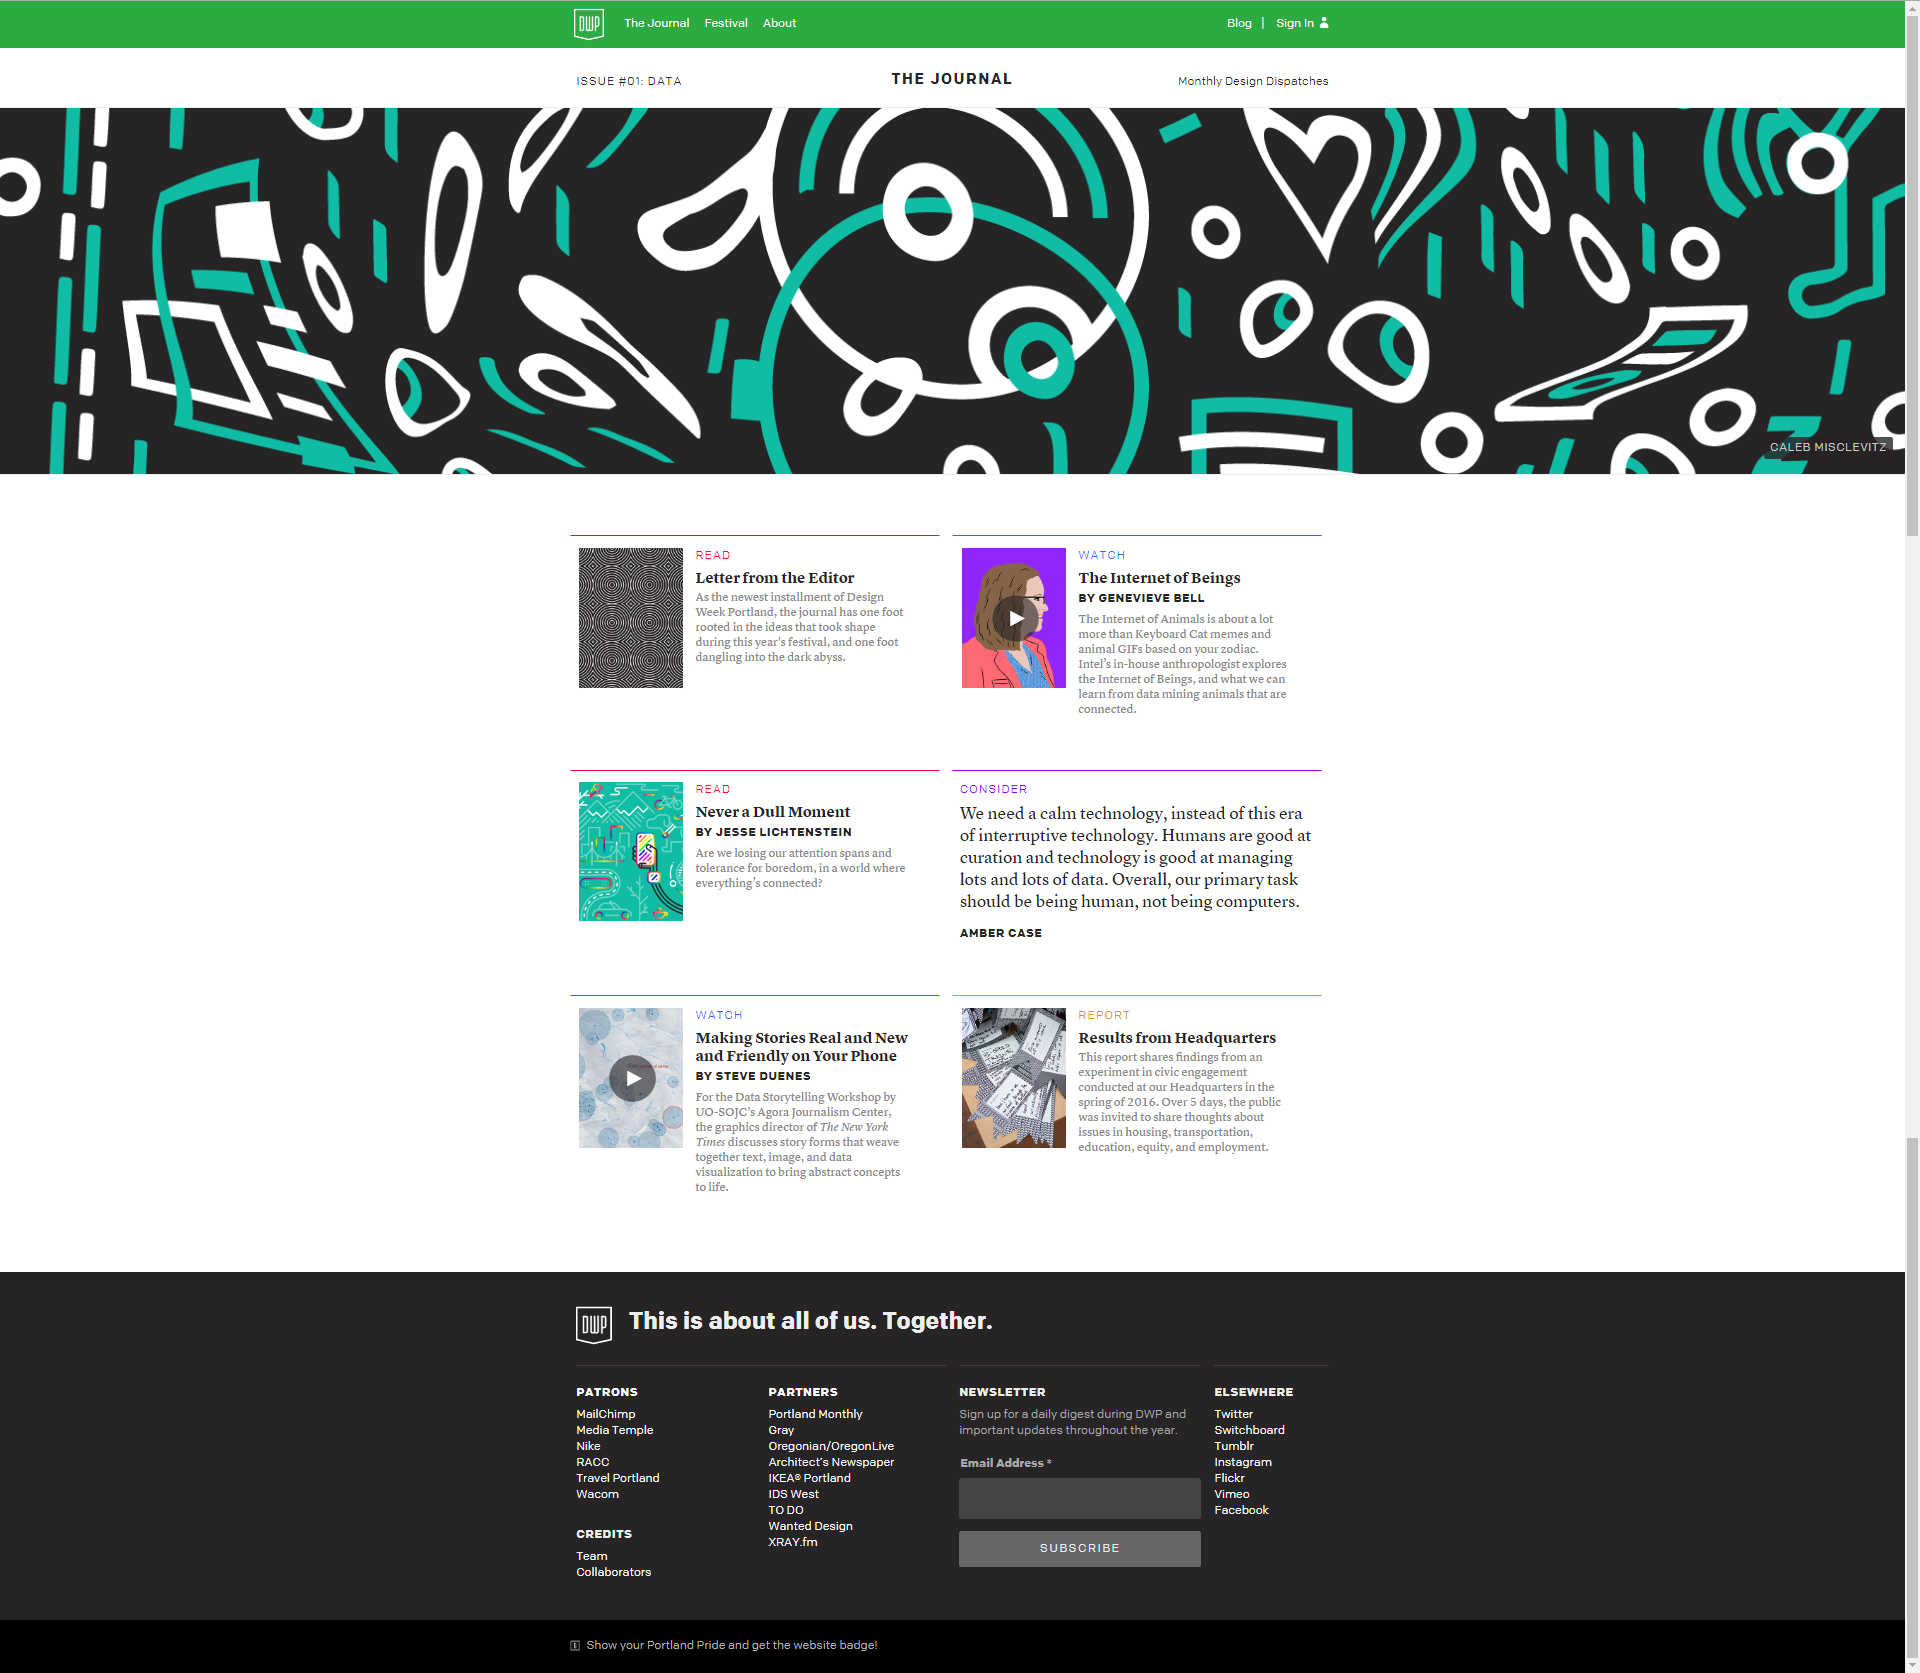 DWP The Journal Festival About Blog | Sign In
ISSUE #01: DATA THE JOURNAL Monthly Design Dispatches
CALEB MISCLEVITZ
READ
Letter from the Editor
As the newest installment of Design
Week Portland, the journal has one foot
rooted in the ideas that took shape
during this year's festival, and one foot
dangling into the dark abyss.
WATCH
The Internet of Beings
BY GENEVIEVE BELL
The Internet of Animals is about a lot
more than Keyboard Cat memes and
animal GIFs based on your zodiac.
Intel's in-house anthropologist explores
the Internet of Beings, and what we can
learn from data mining animals that are
connected.
READ
Never a Dull Moment
BY JESSE LICHTENSTEIN
Are we losing our attention spans and
tolerance for boredom, in a world where
everything's connected?
CONSIDER
We need a calm technology, instead of this era
of interruptive technology. Humans are good at
curation and technology is good at managing
lots and lots of data. Overall, our primary task
should be being human, not being computers.
AMBER CASE
WATCH
Making Stories Real and New
and Friendly on Your Phone
BY STEVE DUENES
For the Data Storytelling Workshop by
UO-SOJC's Agora Journalism Center,
the graphics director of The New York
Times discusses story forms that weave
together text, image, and data
visualization to bring abstract concepts
to life.
REPORT
Results from Headquarters
This report shares findings from an
experiment in civic engagement
conducted at our Headquarters in the
spring of 2016. Over 5 days, the public
was invited to share thoughts about
issues in housing, transportation,
education, equity, and employment.
DWP This is about all of us. Together.
PATRONS
MailChimp
Media Temple
Nike
RACC
Travel Portland
Wacom
CREDITS
Team
Collaborators
PARTNERS
Portland Monthly
Gray
Oregonian/OregonLive
Architect's Newspaper
IKEA® Portland
IDS West
TO DO
Wanted Design
XRAY.fm
NEWSLETTER
Sign up for a daily digest during DWP and
important updates throughout the year.
Email Address *
SUBSCRIBE
ELSEWHERE
Twitter
Switchboard
Tumblr
Instagram
Flickr
Vimeo
Facebook
Show your Portland Pride and get the website badge!